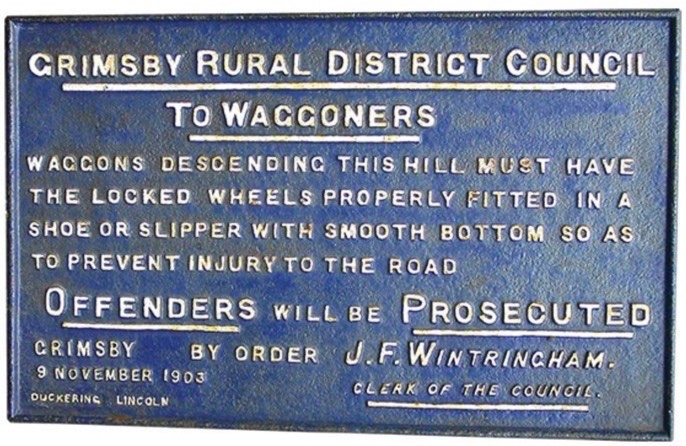 GRIMSBY RURAL DISTRICT COUNCIL
TO WAGGONERS
WAGGONS DESCENDING THIS HILL MUST HAVE
THE LOCKED WHEELS PROPERLY FITTED IN A
SHOE OR SLIPPER WITH SMOOTH BOTTOM SO AS
TO PREVENT INJURY TO THE ROAD
OFFENDERS WILL BE PROSECUTED
GRIMSBY BY ORDER J.F. WINTRINGHAM.
9 NOVEMBER 1903 CLERK OF THE COUNCIL.
DUCKERING LINCOLN